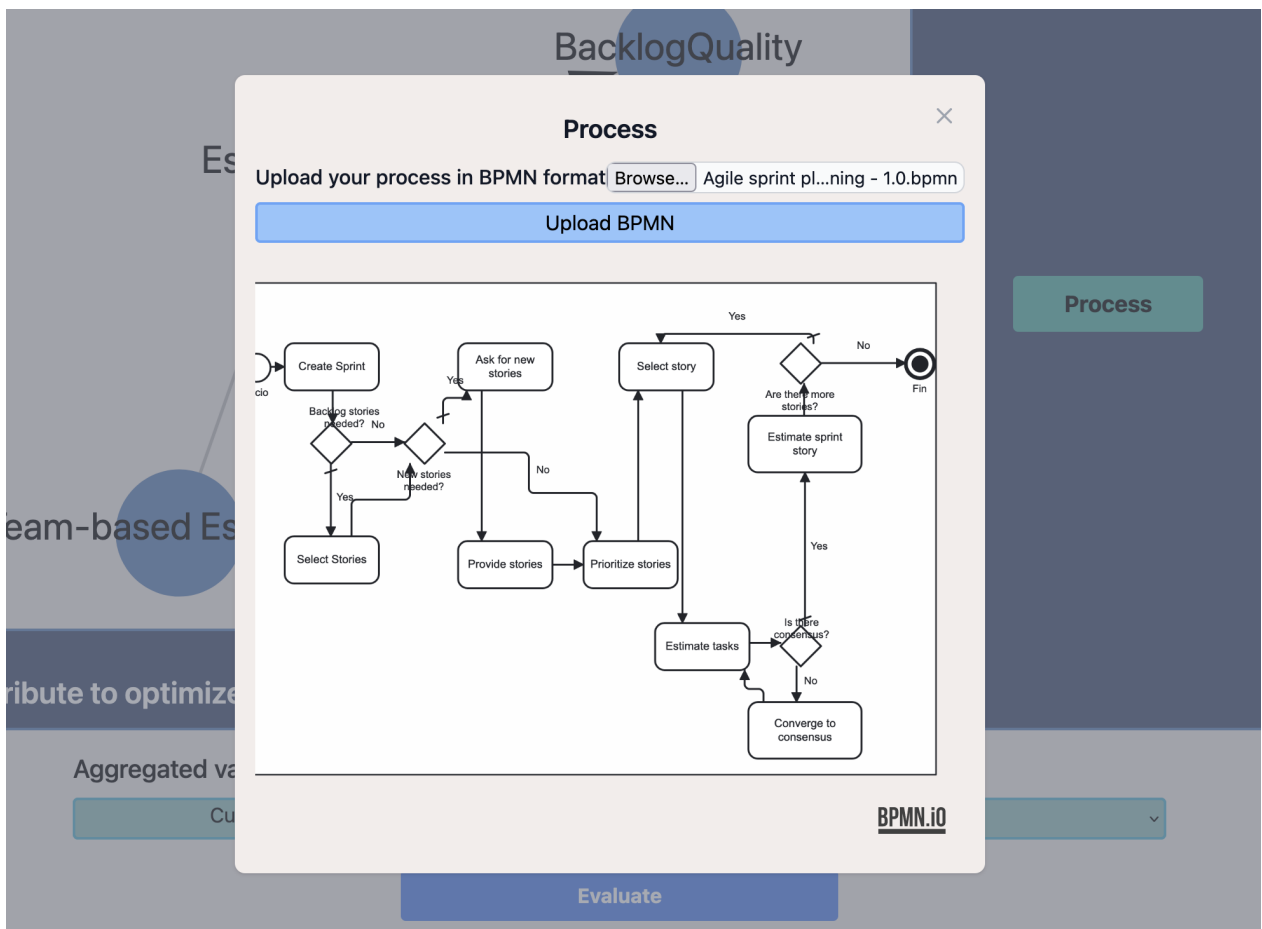 BacklogQuality
Es
Process
Upload your process in BPMN format Browse... Agile sprint pl...ning - 1.0.bpmn
Upload BPMN
Process
Yes
No
Create Sprint
Ask for new
stories
Select story
Yes
cio
Fin
Are there more
stories?
Backlog stories
needed? No
Estimate sprint
story
New stories
needed?
No
Yes
eam-based Es
Yes
Select Stories
Provide stories
Prioritize stories
Is there
consensus?
Estimate tasks
No
ribute to optimize
Converge to
consensus
Aggregated va
Cu
BPMN.iO
Evaluate